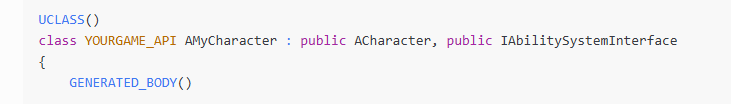 UCLASS()
class YOURGAME_API AMyCharacter : public ACharacter, public IAbilitySystemInterface
{
    GENERATED_BODY()